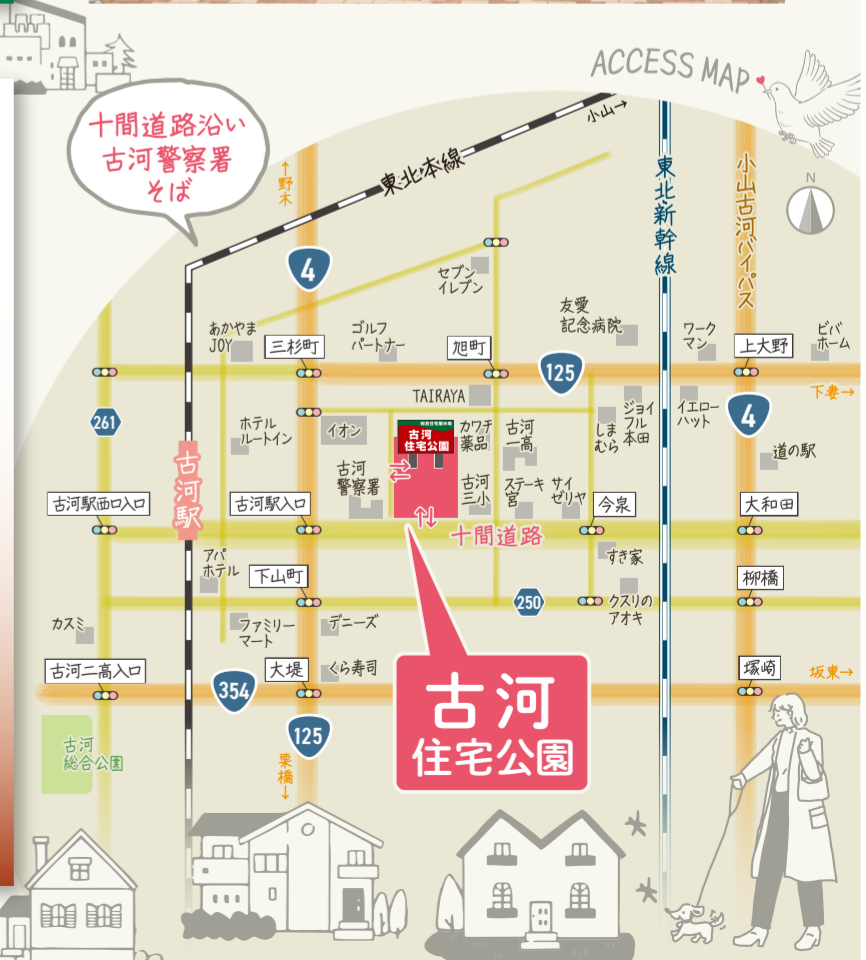 ACCESS MAP
十間道路沿い
古河警察署
そば
小山→
↑野木
東北本線
東北新幹線
小山古河バイパス
N
4
セブン
イレブン
友愛
記念病院
あかやま
JOY
三杉町
ゴルフ
パートナー
旭町
ワーク
マン
上大野
ビバ
ホーム
125
下妻→
TAIRAYA
261
ホテル
ルートイン
イオン
古河
住宅公園
カワチ
薬品
古河
一高
しまむら
ジョイ
フル
本田
イエロー
ハット
4
道の駅
古河駅
古河
警察署
古河
三小
ステーキ
宮
サイ
ゼリヤ
古河駅西口入口
古河駅入口
今泉
大和田
十間道路
アパ
ホテル
下山町
すき家
柳橋
250
クスリの
アオキ
カスミ
ファミリー
マート
デニーズ
古河二高入口
大堤
くら寿司
塚崎
坂東→
354
125
古河
総合公園
栗橋↓
古河
住宅公園